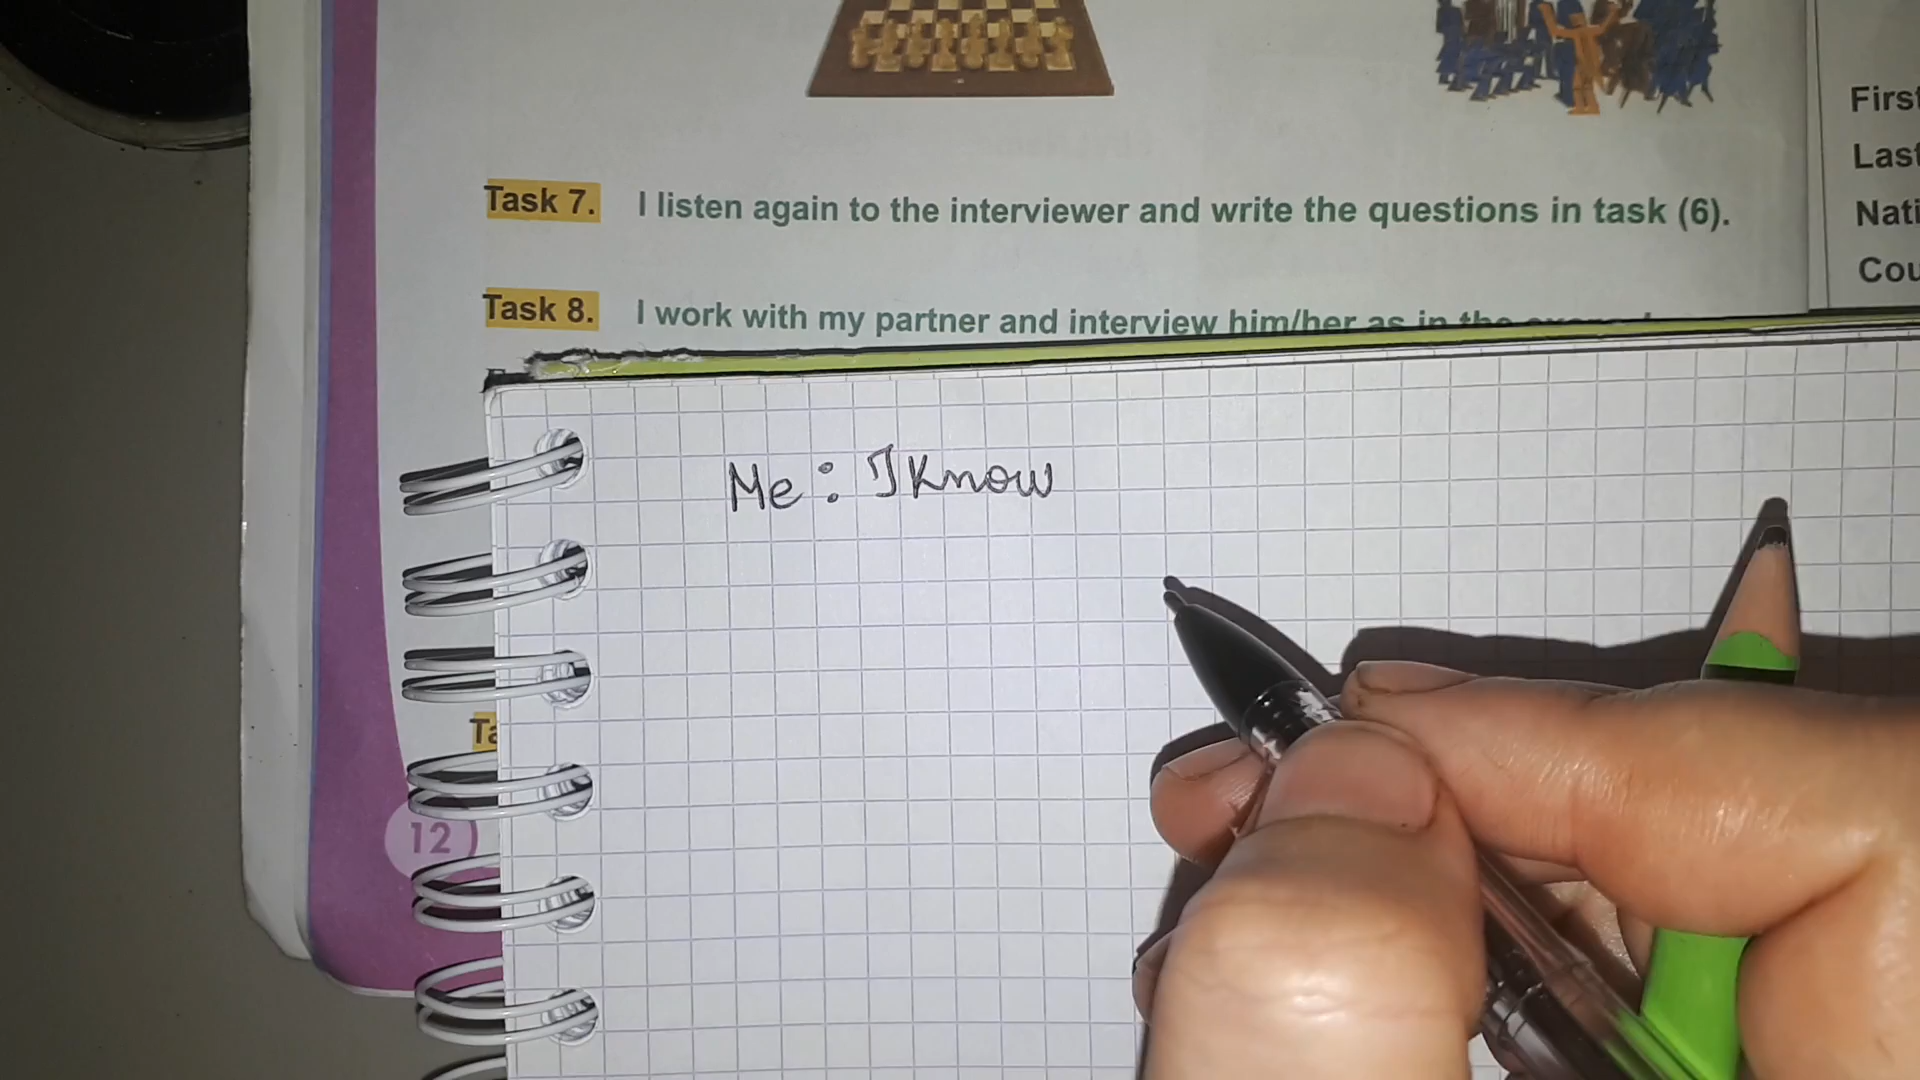 First
Last
Nati
Cou
Task 7. I listen again to the interviewer and write the questions in task (6).
Task 8. I work with my partner and interview him/her as in the
Me: I know
Ta
12